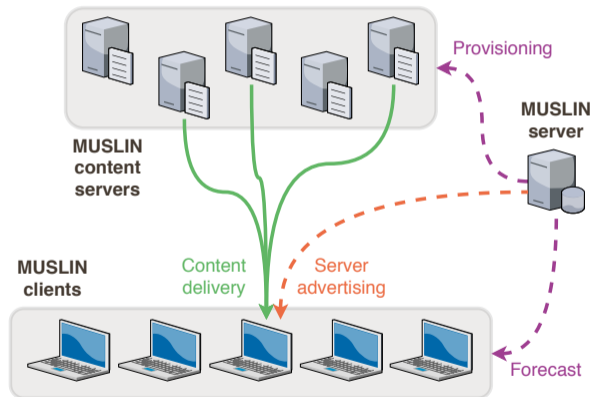 Provisioning
MUSLIN
server
MUSLIN
content
servers
MUSLIN
clients
Content
delivery
Server
advertising
Forecast